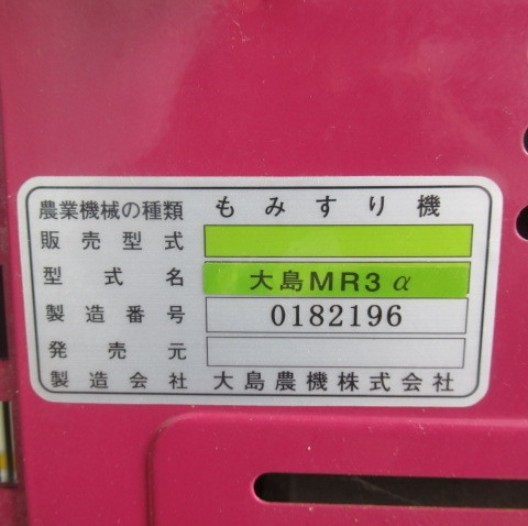 農業機械の種類 もみすり機
販売型式
型式名 大島MR3α
製造番号 0182196
発売元
製造会社 大島農機株式会社